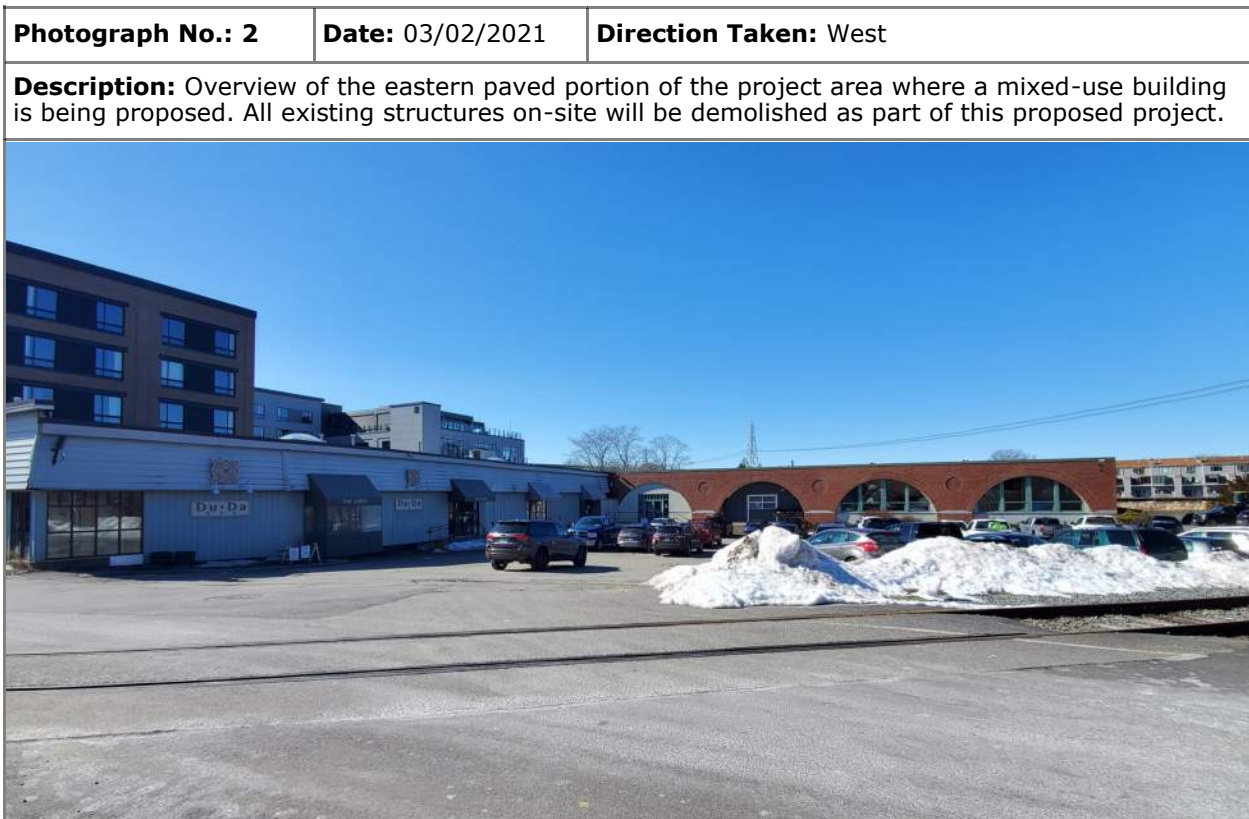 Photograph No.: 2
Date: 03/02/2021
Direction Taken: West
Description: Overview of the eastern paved portion of the project area where a mixed-use building
is being proposed. All existing structures on-site will be demolished as part of this proposed project.
Du·Da
Du·Da